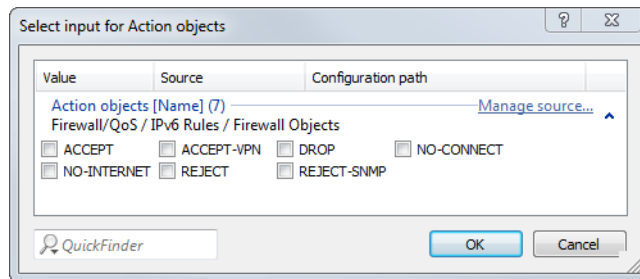 Select input for Action objects
Value Source Configuration path
Action objects [Name] (7) Manage source...
Firewall/QoS / IPv6 Rules / Firewall Objects
ACCEPT ACCEPT-VPN DROP NO-CONNECT
NO-INTERNET REJECT REJECT-SNMP
QuickFinder OK Cancel